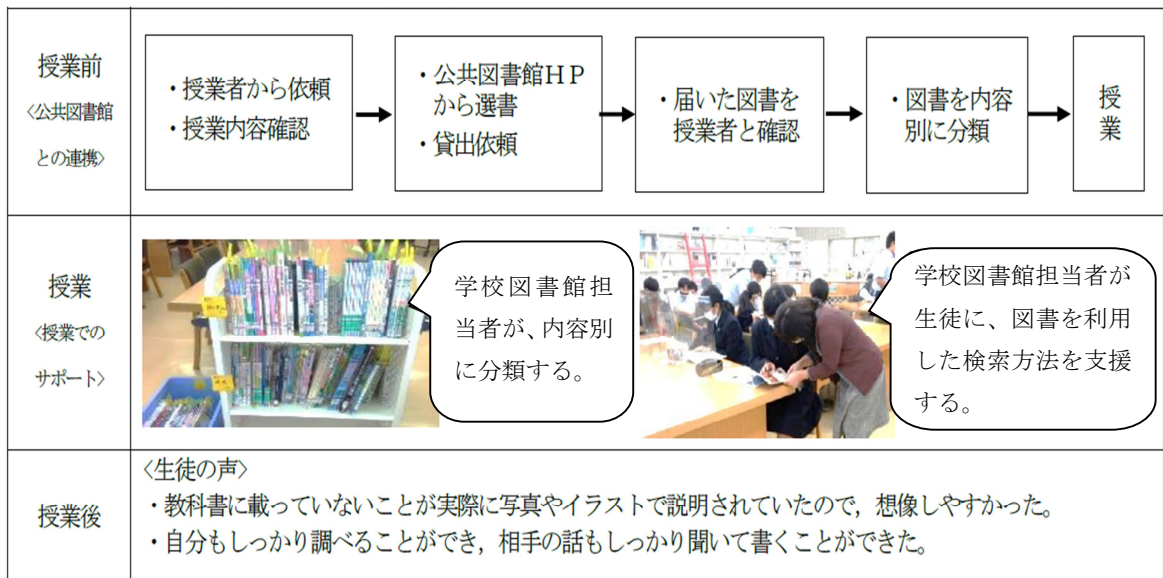 授業前
〈公共図書館
との連携〉
・授業者から依頼
・授業内容確認
・公共図書館HP
から選書
・貸出依頼
・届いた図書を
授業者と確認
・図書を内容
別に分類
授
業
授業
〈授業での
サポート〉
学校図書館担
当者が、内容別
に分類する。
学校図書館担当者が
生徒に、図書を利用
した検索方法を支援
する。
授業後
〈生徒の声〉
・教科書に載っていないことが実際に写真やイラストで説明されていたので，想像しやすかった。
・自分もしっかり調べることができ，相手の話もしっかり聞いて書くことができた。